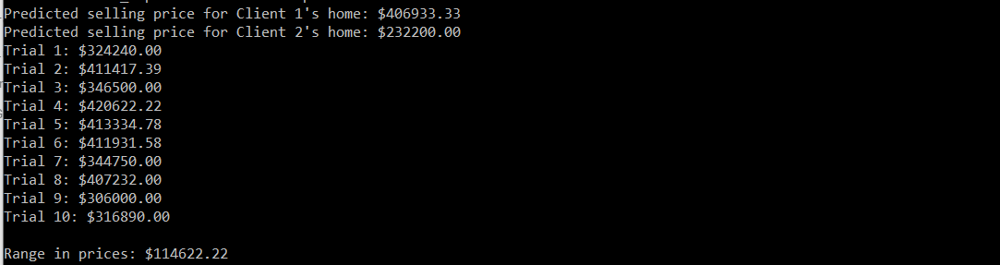 Predicted selling price for Client 1's home: $406933.33
Predicted selling price for Client 2's home: $232200.00
Trial 1: $324240.00
Trial 2: $411417.39
Trial 3: $346500.00
Trial 4: $420622.22
Trial 5: $413334.78
Trial 6: $411931.58
Trial 7: $344750.00
Trial 8: $407232.00
Trial 9: $306000.00
Trial 10: $316890.00
Range in prices: $114622.22